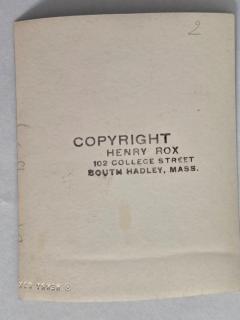 2
COPYRIGHT
HENRY ROX
102 COLLEGE STREET
SOUTH HADLEY, MASS.